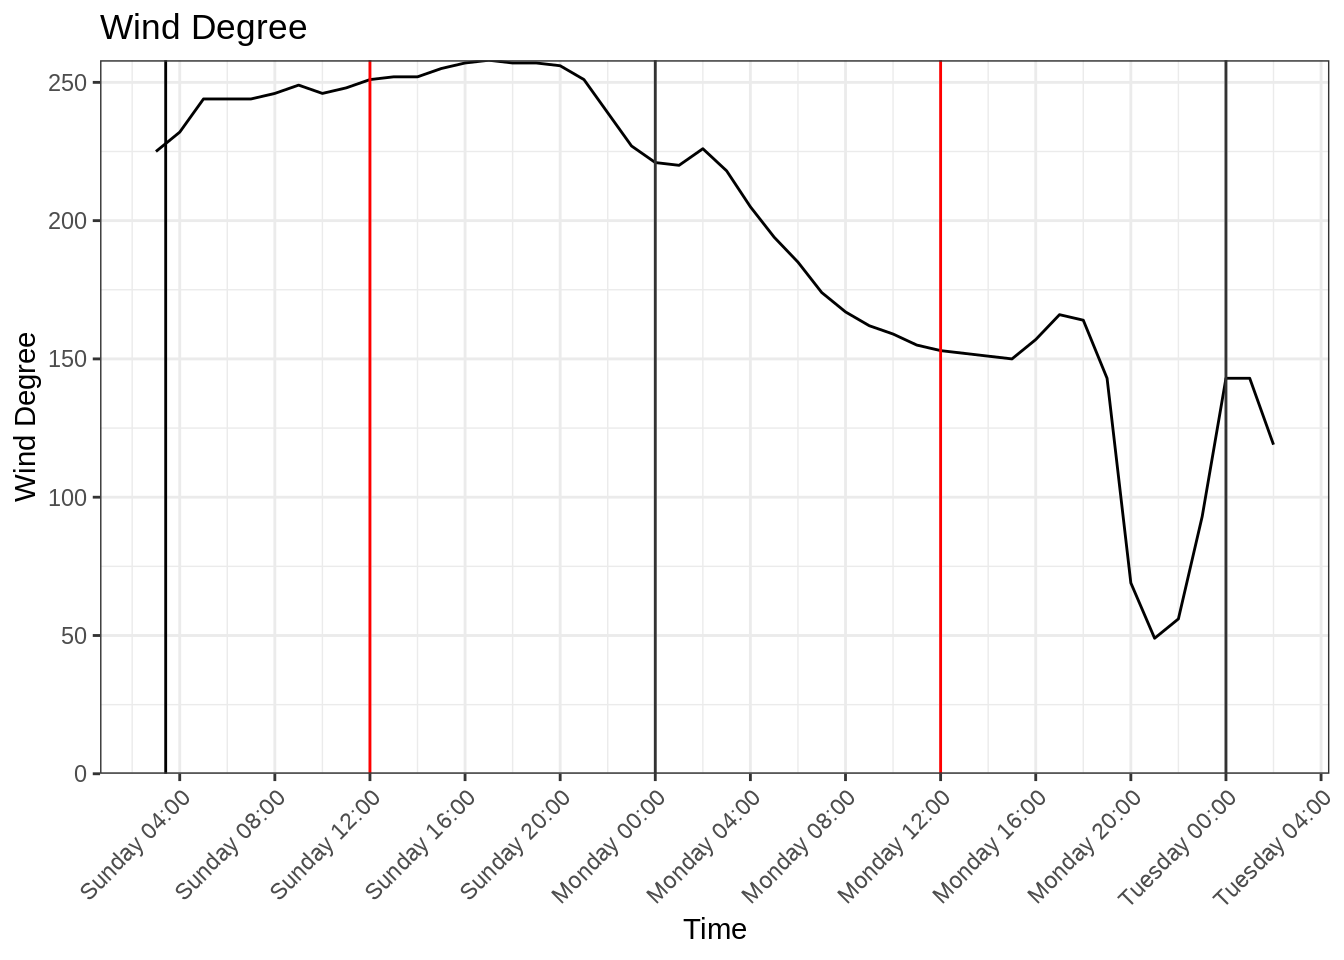 Wind Degree
Wind Degree
250
200
150
100
50
0
Sunday 04:00
Sunday 08:00
Sunday 12:00
Sunday 16:00
Sunday 20:00
Monday 00:00
Monday 04:00
Monday 08:00
Monday 12:00
Monday 16:00
Monday 20:00
Tuesday 00:00
Tuesday 04:00
Time